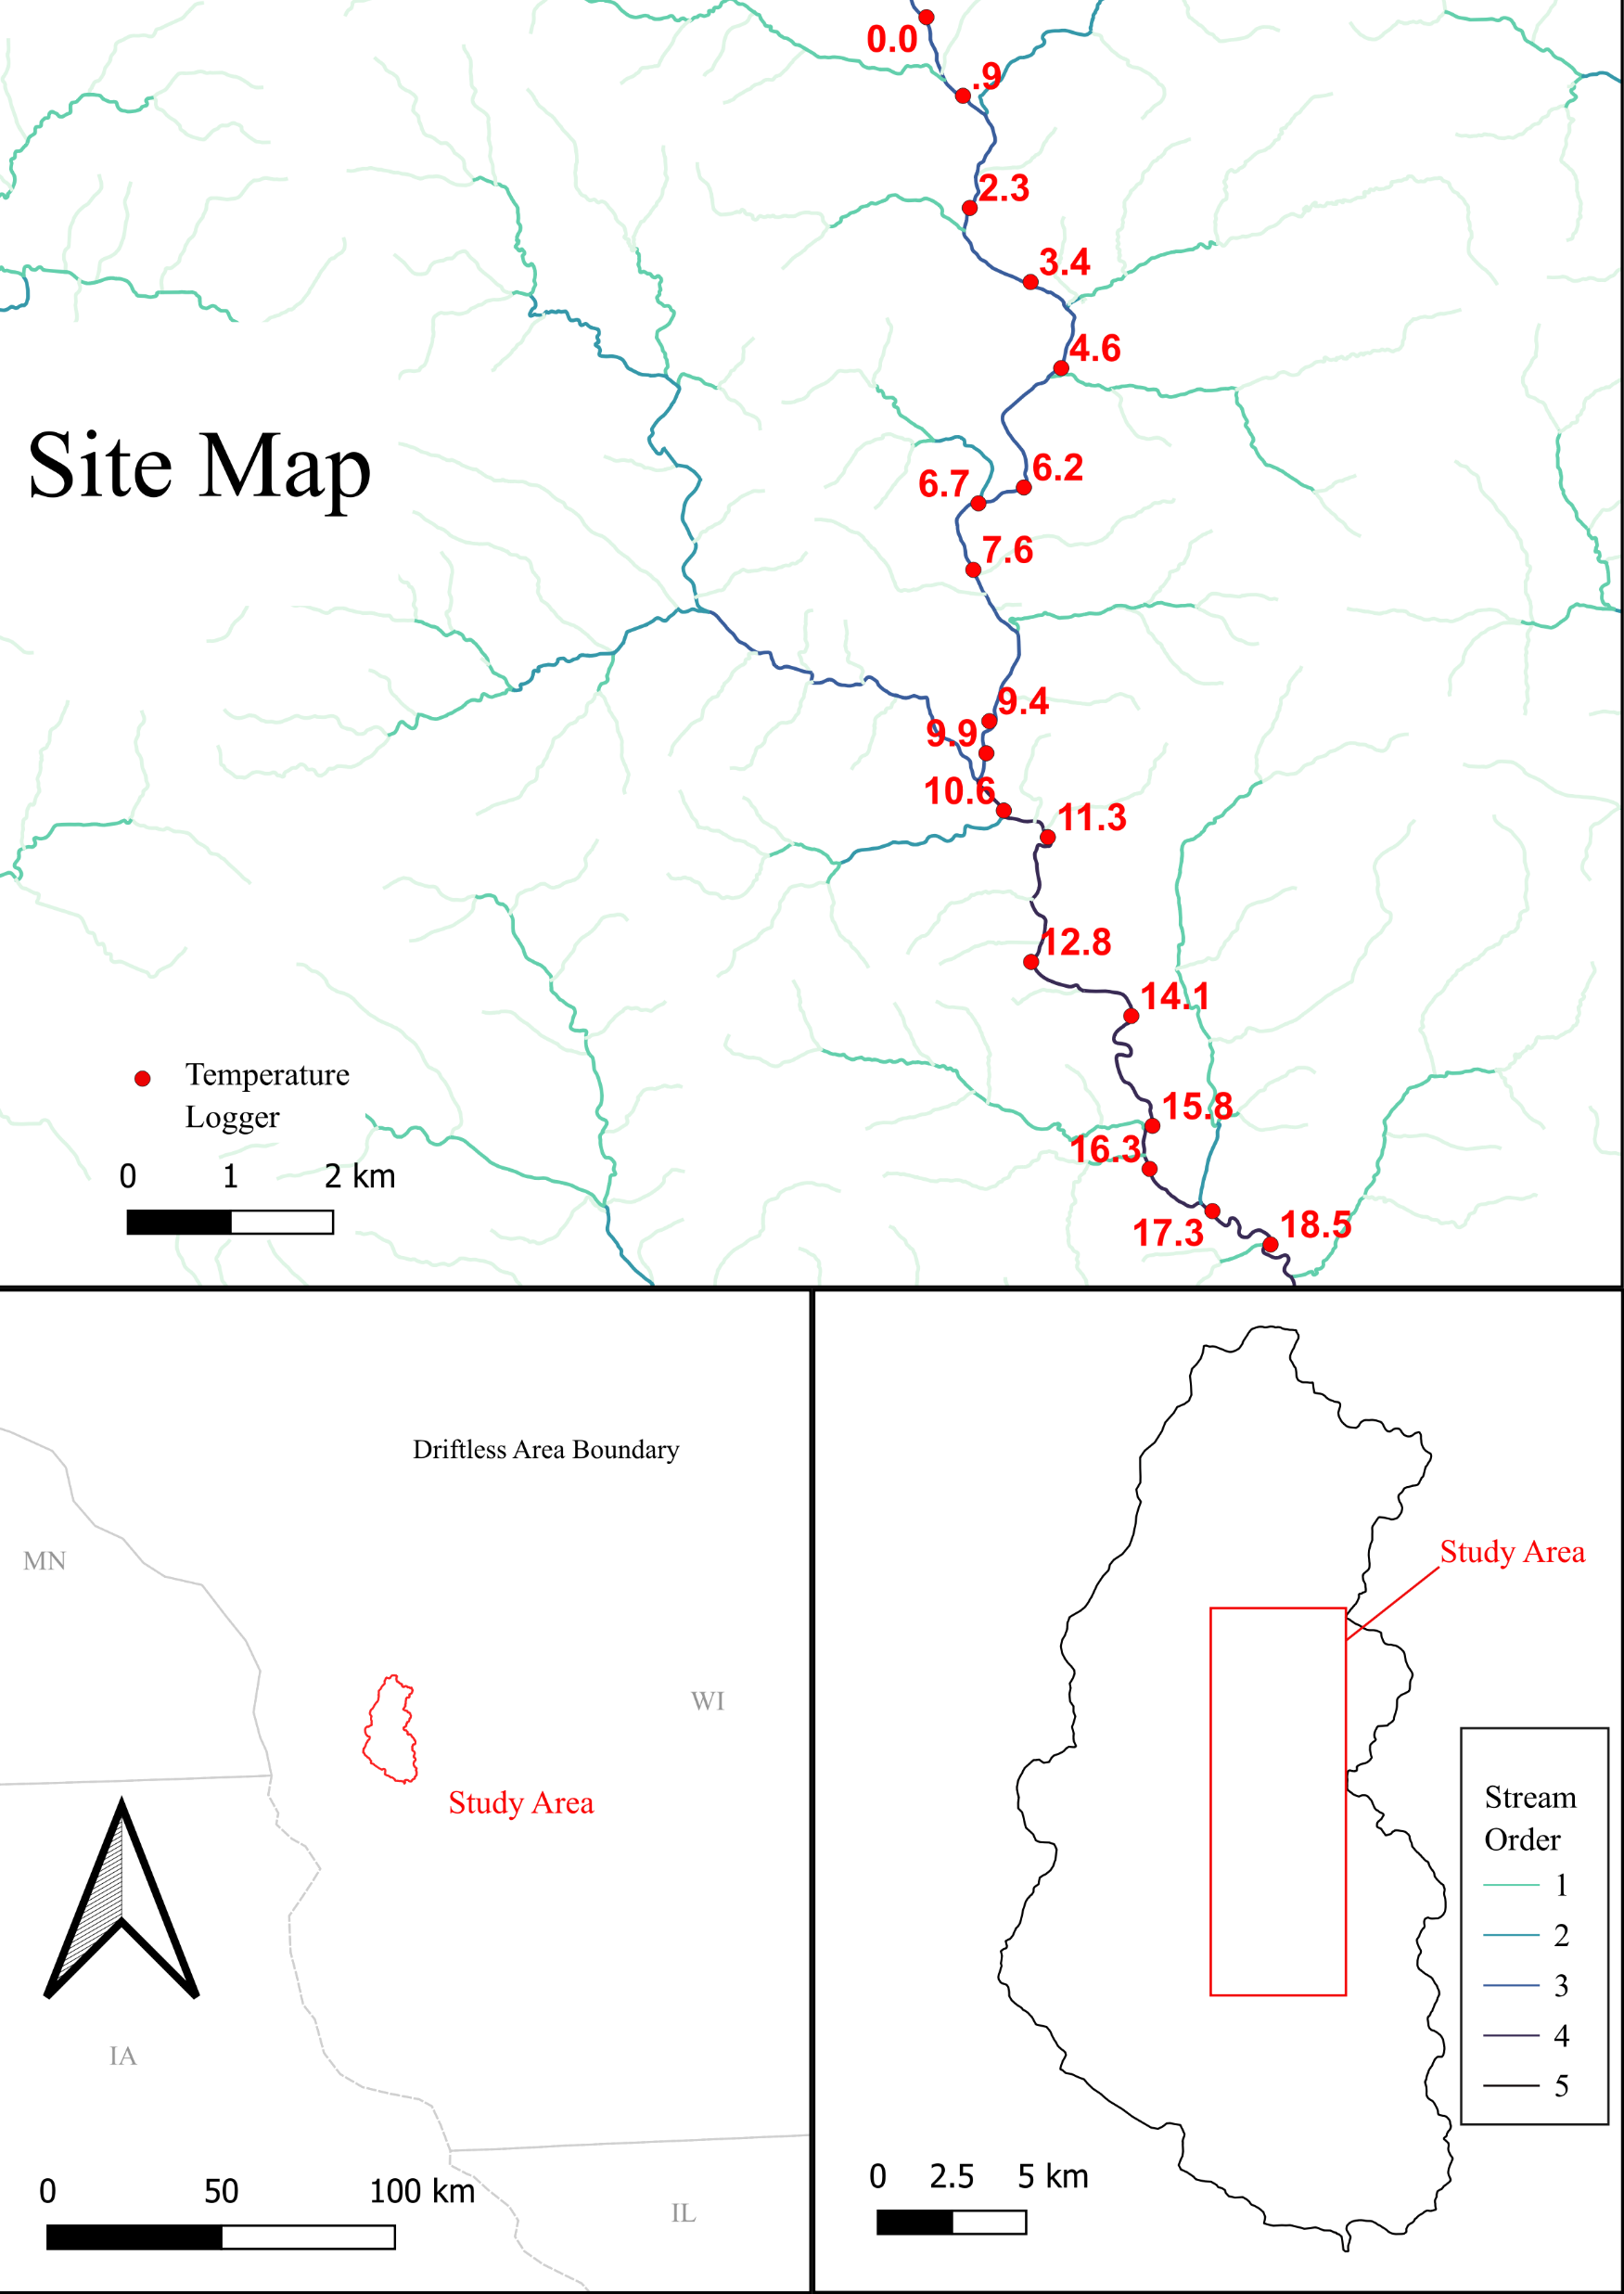 0.0
.9
2.3
3.4
4.6
6.2
6.7
7.6
9.4
9.9
10.6
11.3
12.8
14.1
15.8
16.3
17.3
18.5
Site Map
Temperature
Logger
0 1 2 km
Driftless Area Boundary
MN
WI
Study Area
IA
IL
0 50 100 km
Study Area
Stream
Order
1
2
3
4
5
0 2.5 5 km